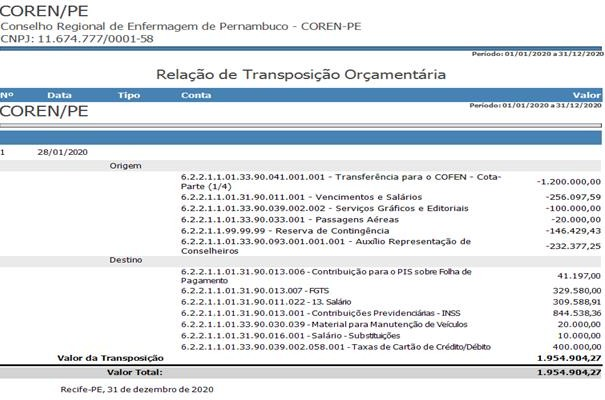 COREN/PE
Conselho Regional de Enfermagem de Pernambuco - COREN-PE
CNPJ: 11.674.777/0001-58
Período: 01/01/2020 a 31/12/2020
Relação de Transposição Orçamentária
Nº Data Tipo Conta Valor
COREN/PE Período: 01/01/2020 a 31/12/2020
1 28/01/2020
Origem
6.2.2.1.1.01.33.90.041.001.001 - Transferência para o COFEN - Cota-
Parte (1/4) -1.200.000,00
6.2.2.1.1.01.31.90.011.001 - Vencimentos e Salários -256.097,59
6.2.2.1.1.01.33.90.039.002.002 - Serviços Gráficos e Editoriais -100.000,00
6.2.2.1.1.01.33.90.033.001 - Passagens Aéreas -20.000,00
6.2.2.1.1.99.99.99 - Reserva de Contingência -146.429,43
6.2.2.1.1.01.33.90.093.001.001.001 - Auxílio Representação de
Conselheiros -232.377,25
Destino
6.2.2.1.1.01.31.90.013.006 - Contribuição para o PIS sobre Folha de
Pagamento 41.197,00
6.2.2.1.1.01.31.90.013.007 - FGTS 329.580,00
6.2.2.1.1.01.31.90.011.022 - 13. Salário 309.588,91
6.2.2.1.1.01.31.90.013.001 - Contribuições Previdenciárias - INSS 844.538,36
6.2.2.1.1.01.33.90.030.039 - Material para Manutenção de Veículos 20.000,00
6.2.2.1.1.01.31.90.016.001 - Salário - Substituições 10.000,00
6.2.2.1.1.01.33.90.039.002.058.001 - Taxas de Cartão de Crédito/Débito 400.000,00
Valor da Transposição 1.954.904,27
Valor Total: 1.954.904,27
Recife-PE, 31 de dezembro de 2020